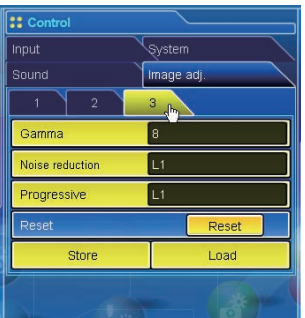 Control
Input System
Sound Image adj.
1 2 3
Gamma 8
Noise reduction L1
Progressive L1
Reset Reset
Store Load